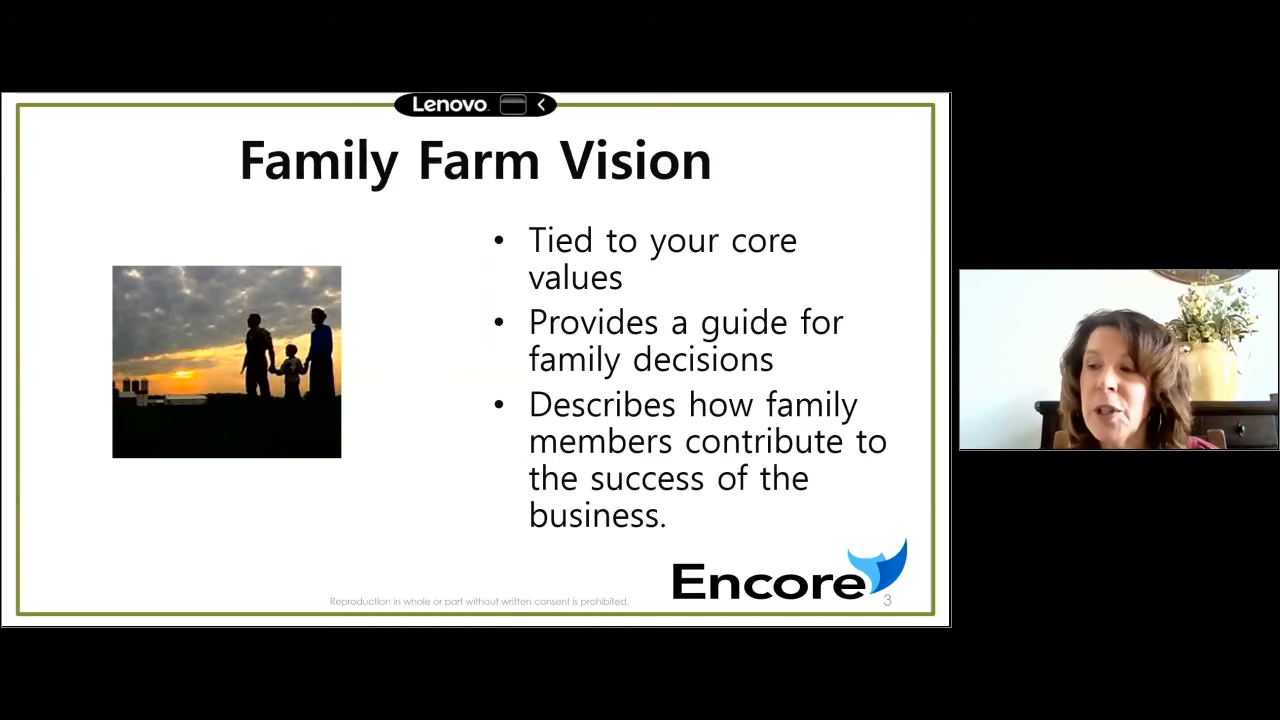 Lenovo
Family Farm Vision
• Tied to your core
values
• Provides a guide for
family decisions
• Describes how family
members contribute to
the success of the
business.
Encore
Reproduction in whole or part without written consent is prohibited.
3